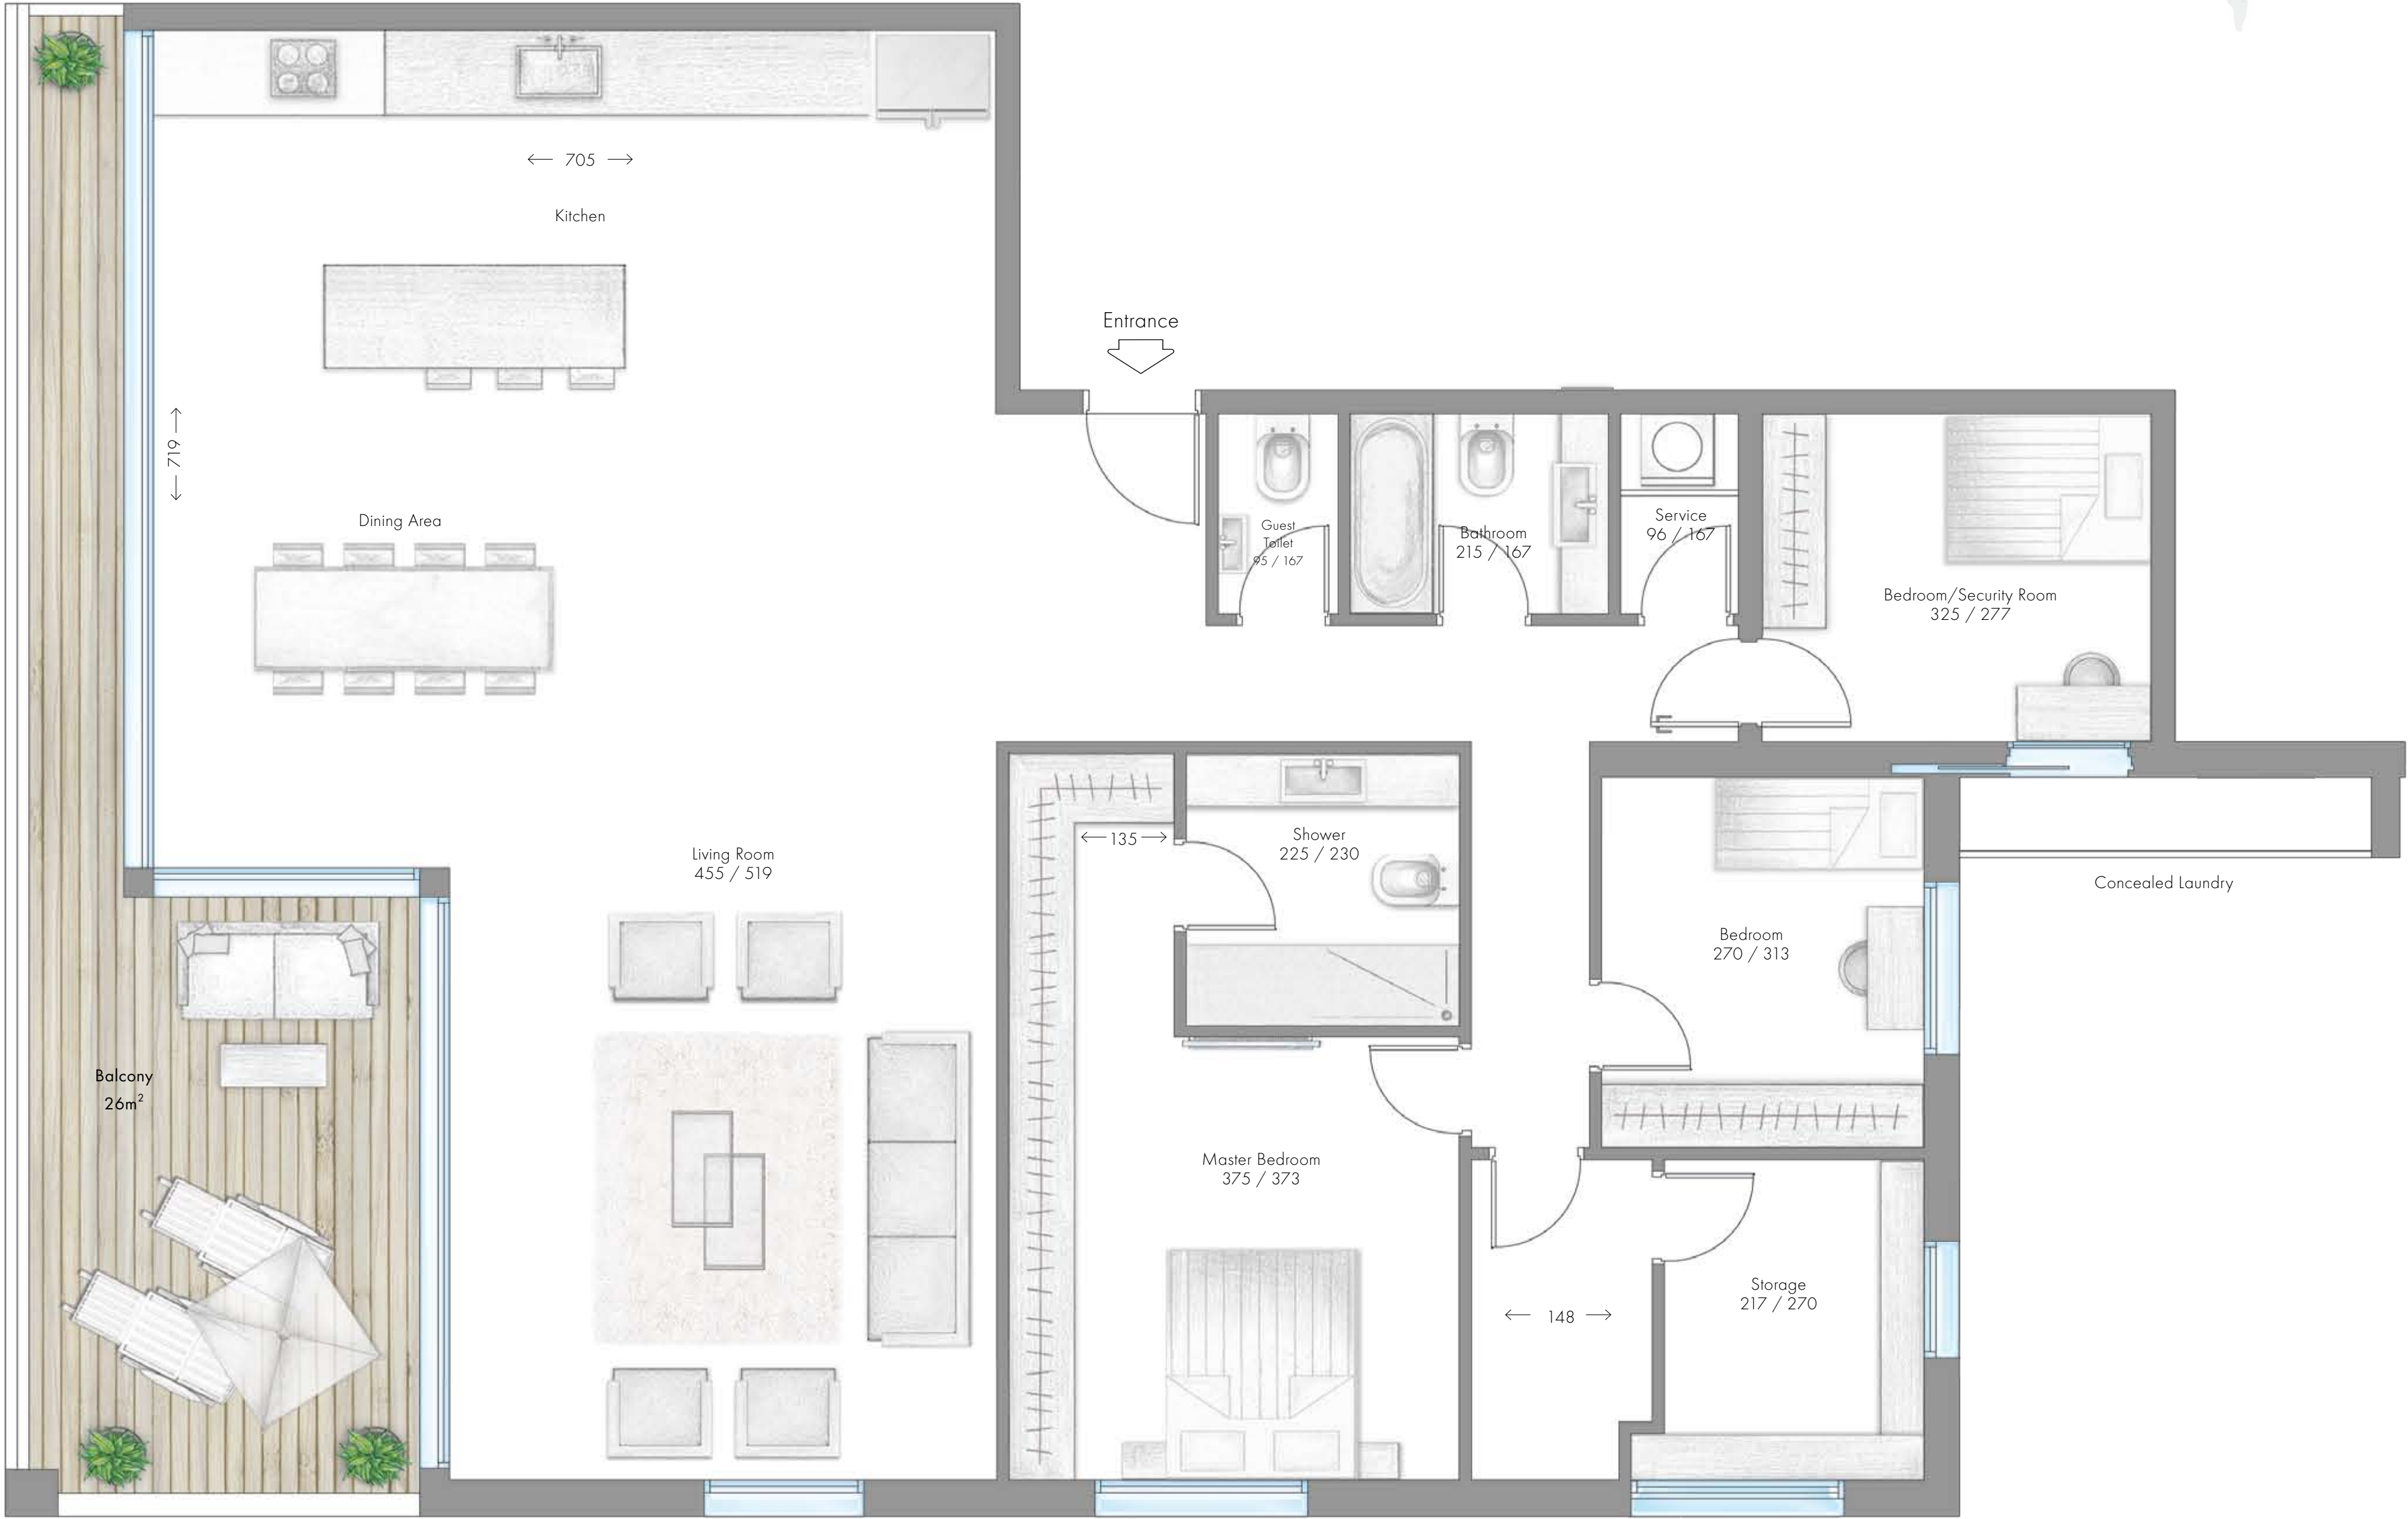 705
Kitchen
Entrance
719
Dining Area
Guest
Toilet
95 / 167
Bathroom
215 / 167
Service
96 / 167
Bedroom/Security Room
325 / 277
Living Room
455 / 519
135
Shower
225 / 230
Concealed Laundry
Bedroom
270 / 313
Balcony
26m²
Master Bedroom
375 / 373
Storage
217 / 270
148